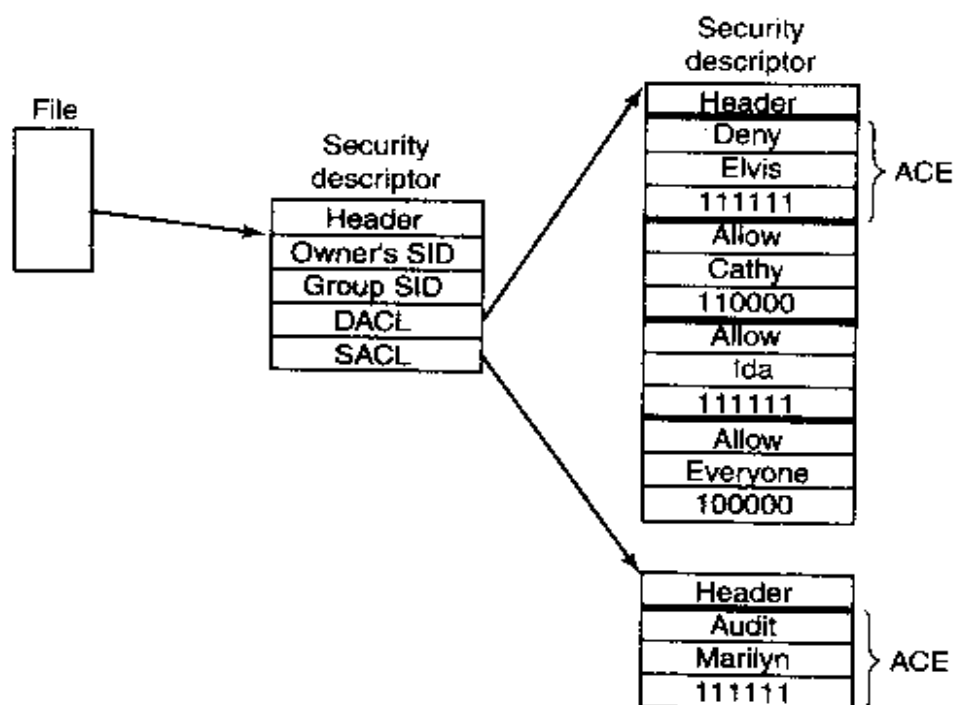 File
Security
descriptor
Header
Owner's SID
Group SID
DACL
SACL
Security
descriptor
Header
Deny
Elvis
111111
ACE
Allow
Cathy
110000
Allow
Ida
111111
Allow
Everyone
100000
Header
Audit
Marilyn
111111
ACE